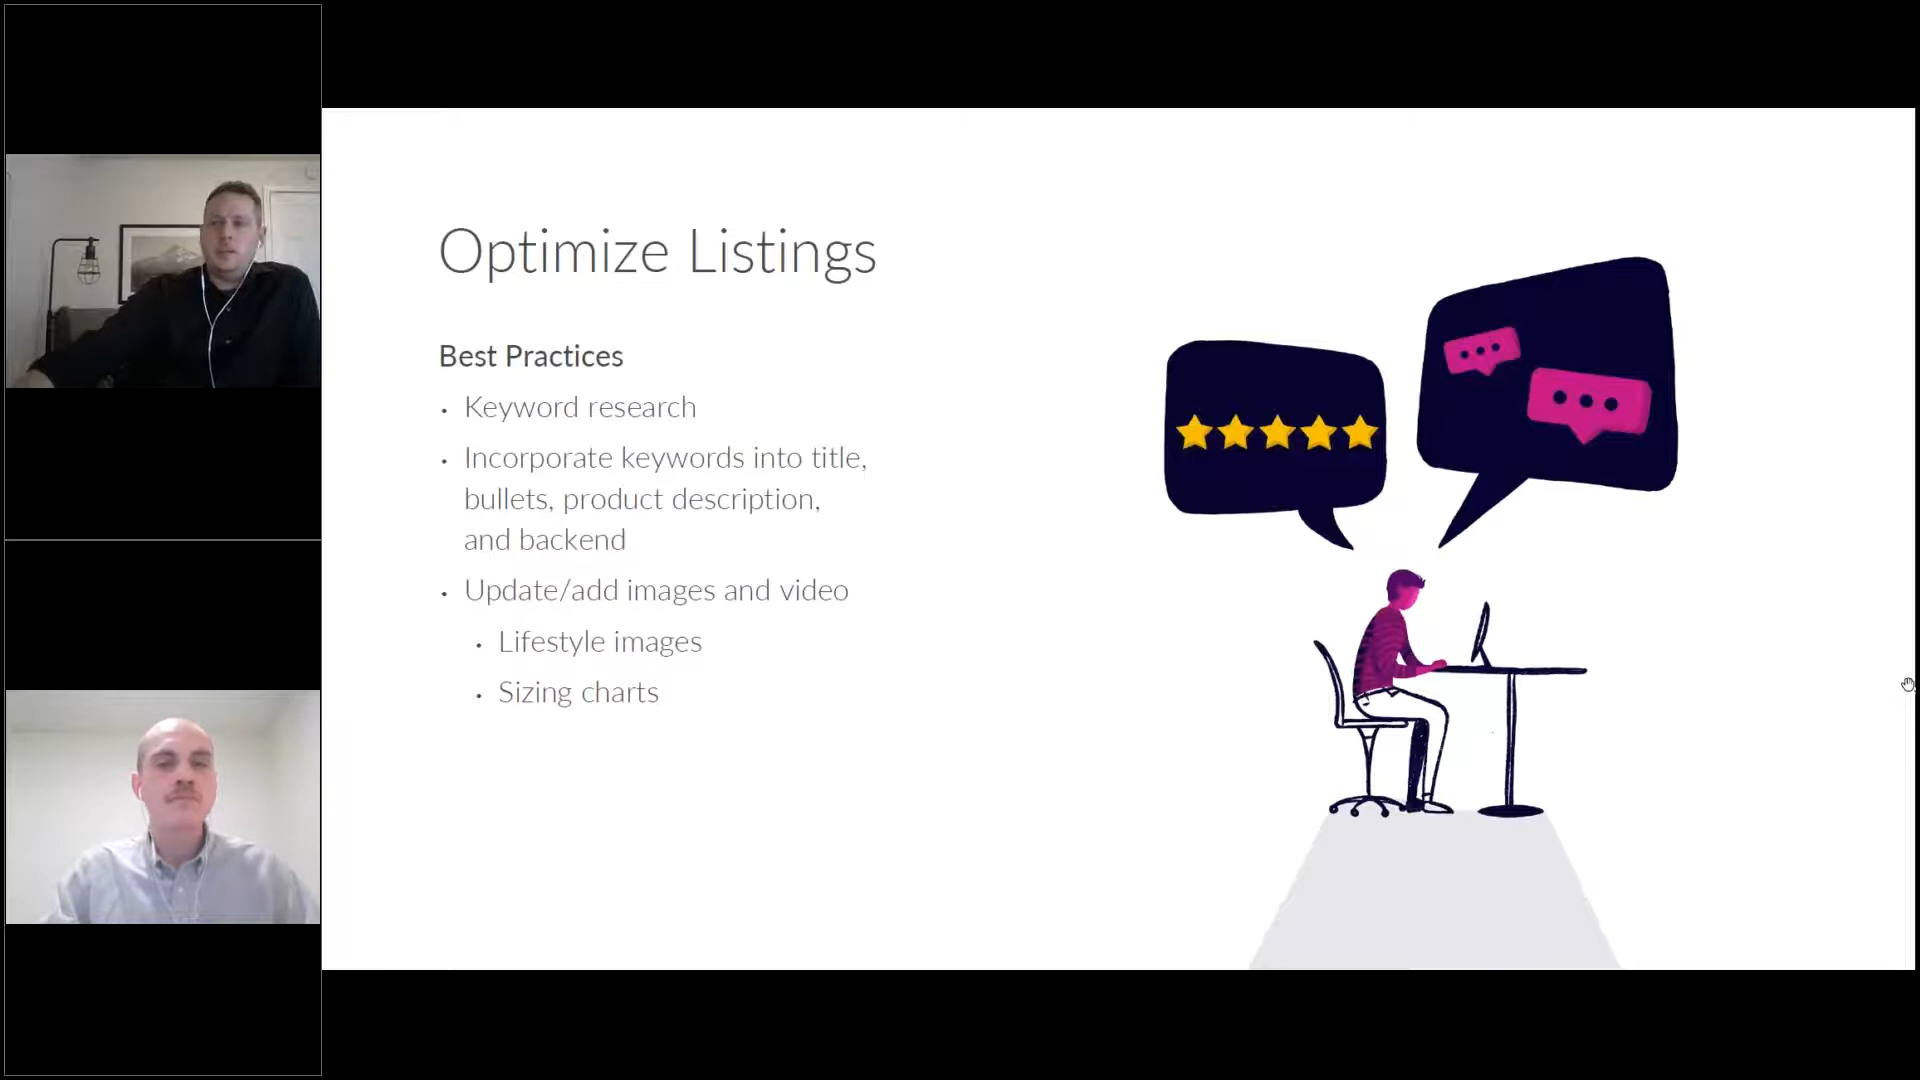 Optimize Listings
Best Practices
• Keyword research
• Incorporate keywords into title,
bullets, product description,
and backend
• Update/add images and video
• Lifestyle images
• Sizing charts